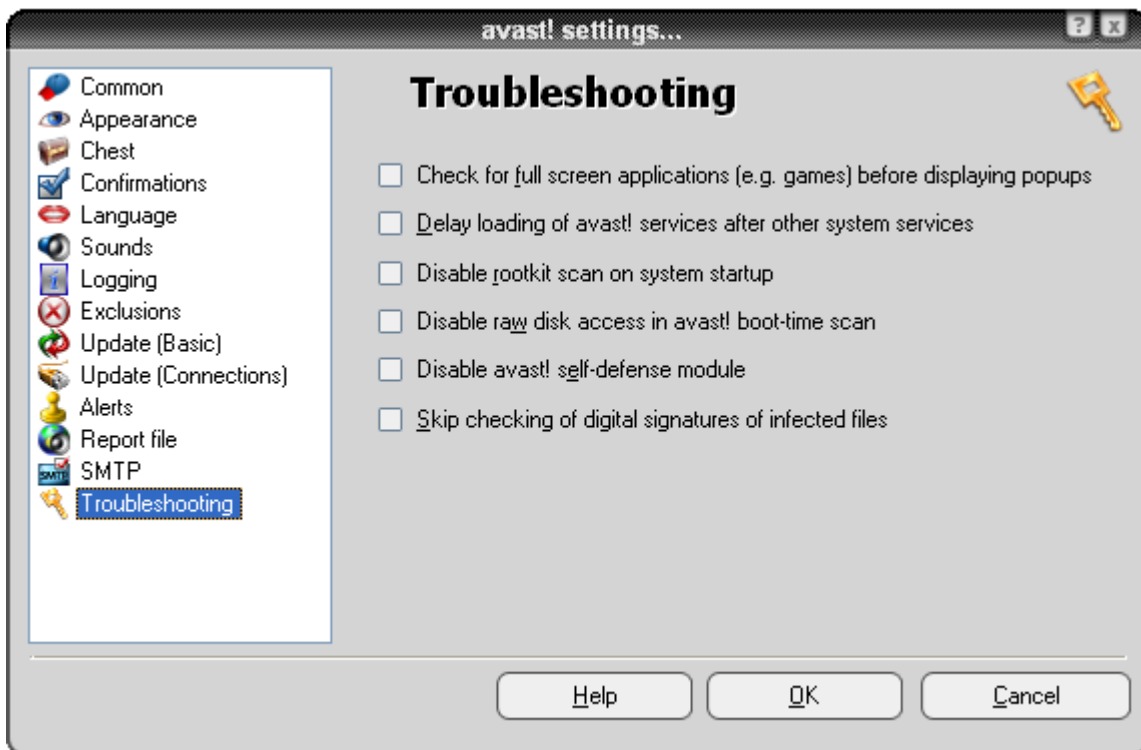 avast! settings...
Common
Appearance
Chest
Confirmations
Language
Sounds
Logging
Exclusions
Update (Basic)
Update (Connections)
Alerts
Report file
SMTP
Troubleshooting
Troubleshooting
Check for full screen applications (e.g. games) before displaying popups
Delay loading of avast! services after other system services
Disable rootkit scan on system startup
Disable raw disk access in avast! boot-time scan
Disable avast! self-defense module
Skip checking of digital signatures of infected files
Help
OK
Cancel